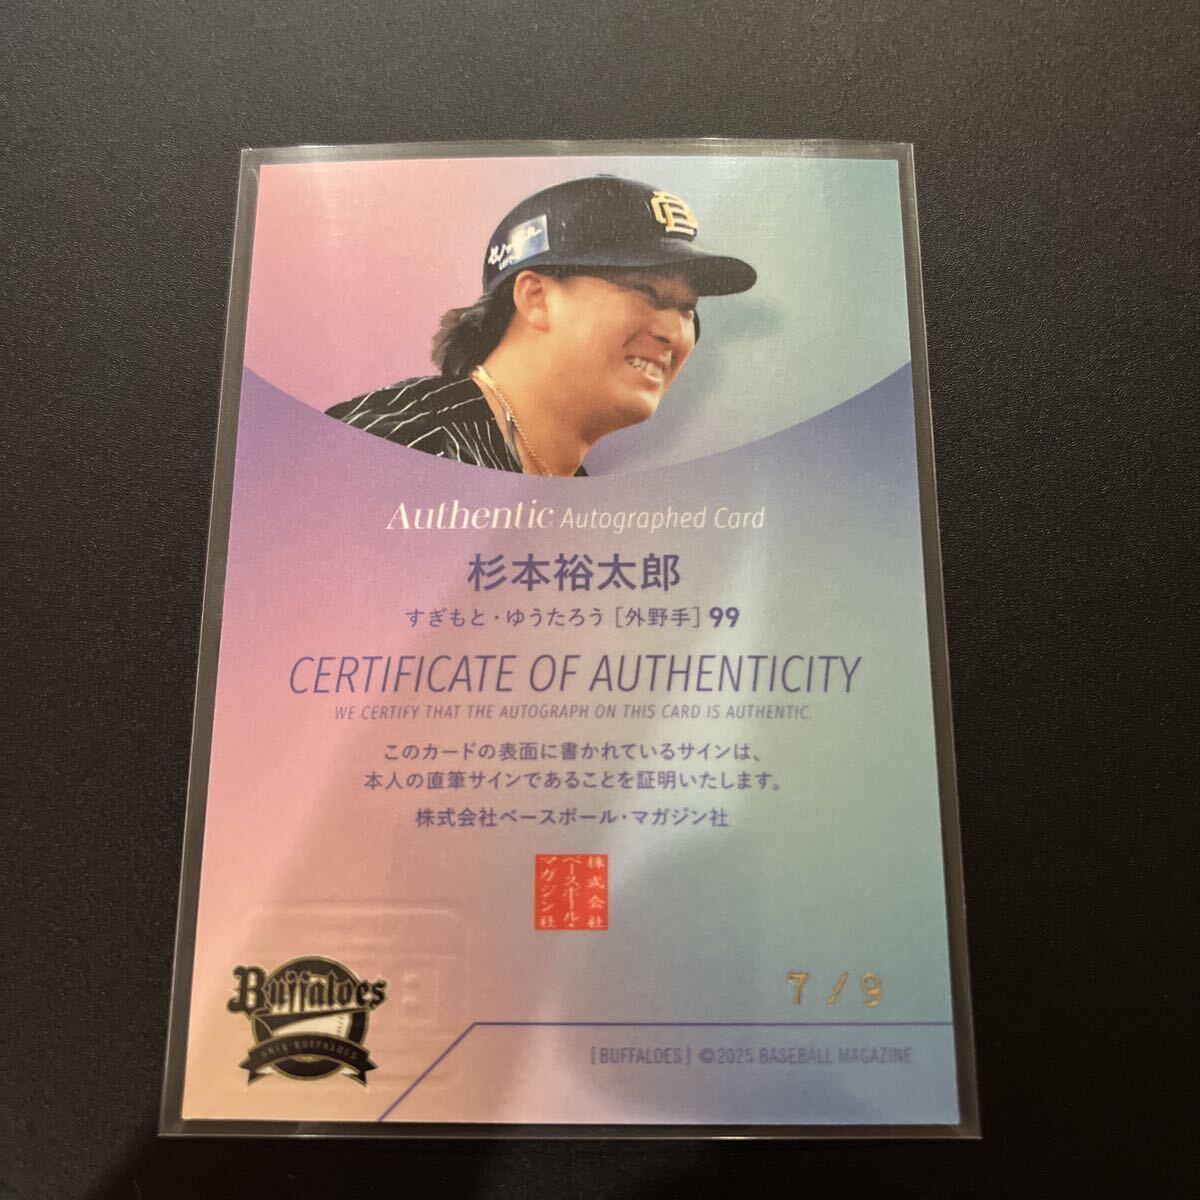 Authentic Autographed Card
杉本裕太郎
すぎもと・ゆうたろう［外野手］99
CERTIFICATE OF AUTHENTICITY
WE CERTIFY THAT THE AUTOGRAPH ON THIS CARD IS AUTHENTIC.
このカードの表面に書かれているサインは、
本人の直筆サインであることを証明いたします。
株式会社ベースボール・マガジン社
株式会社
ベースボール・
マガジン社
Buffaloes
ORIX-BUFFALOES
7/9
[BUFFALOES] ©2025 BASEBALL MAGAZINE